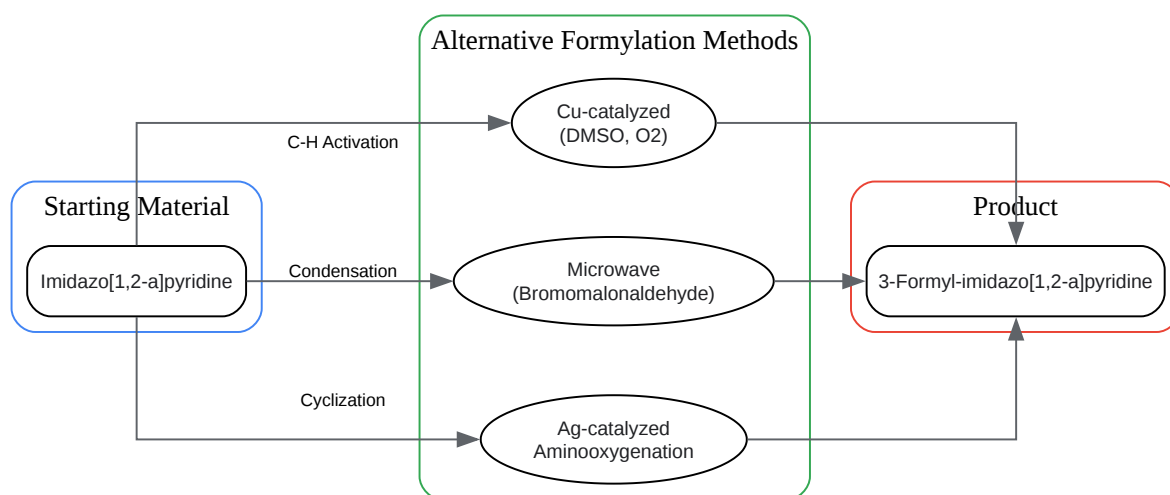 Alternative Formylation Methods
Cu-catalyzed
(DMSO, O2)
C-H Activation
Starting Material
Product
Imidazo[1,2-a]pyridine
Condensation
Microwave
(Bromomalonaldehyde)
3-Formyl-imidazo[1,2-a]pyridine
Cyclization
Ag-catalyzed
Aminooxygenation